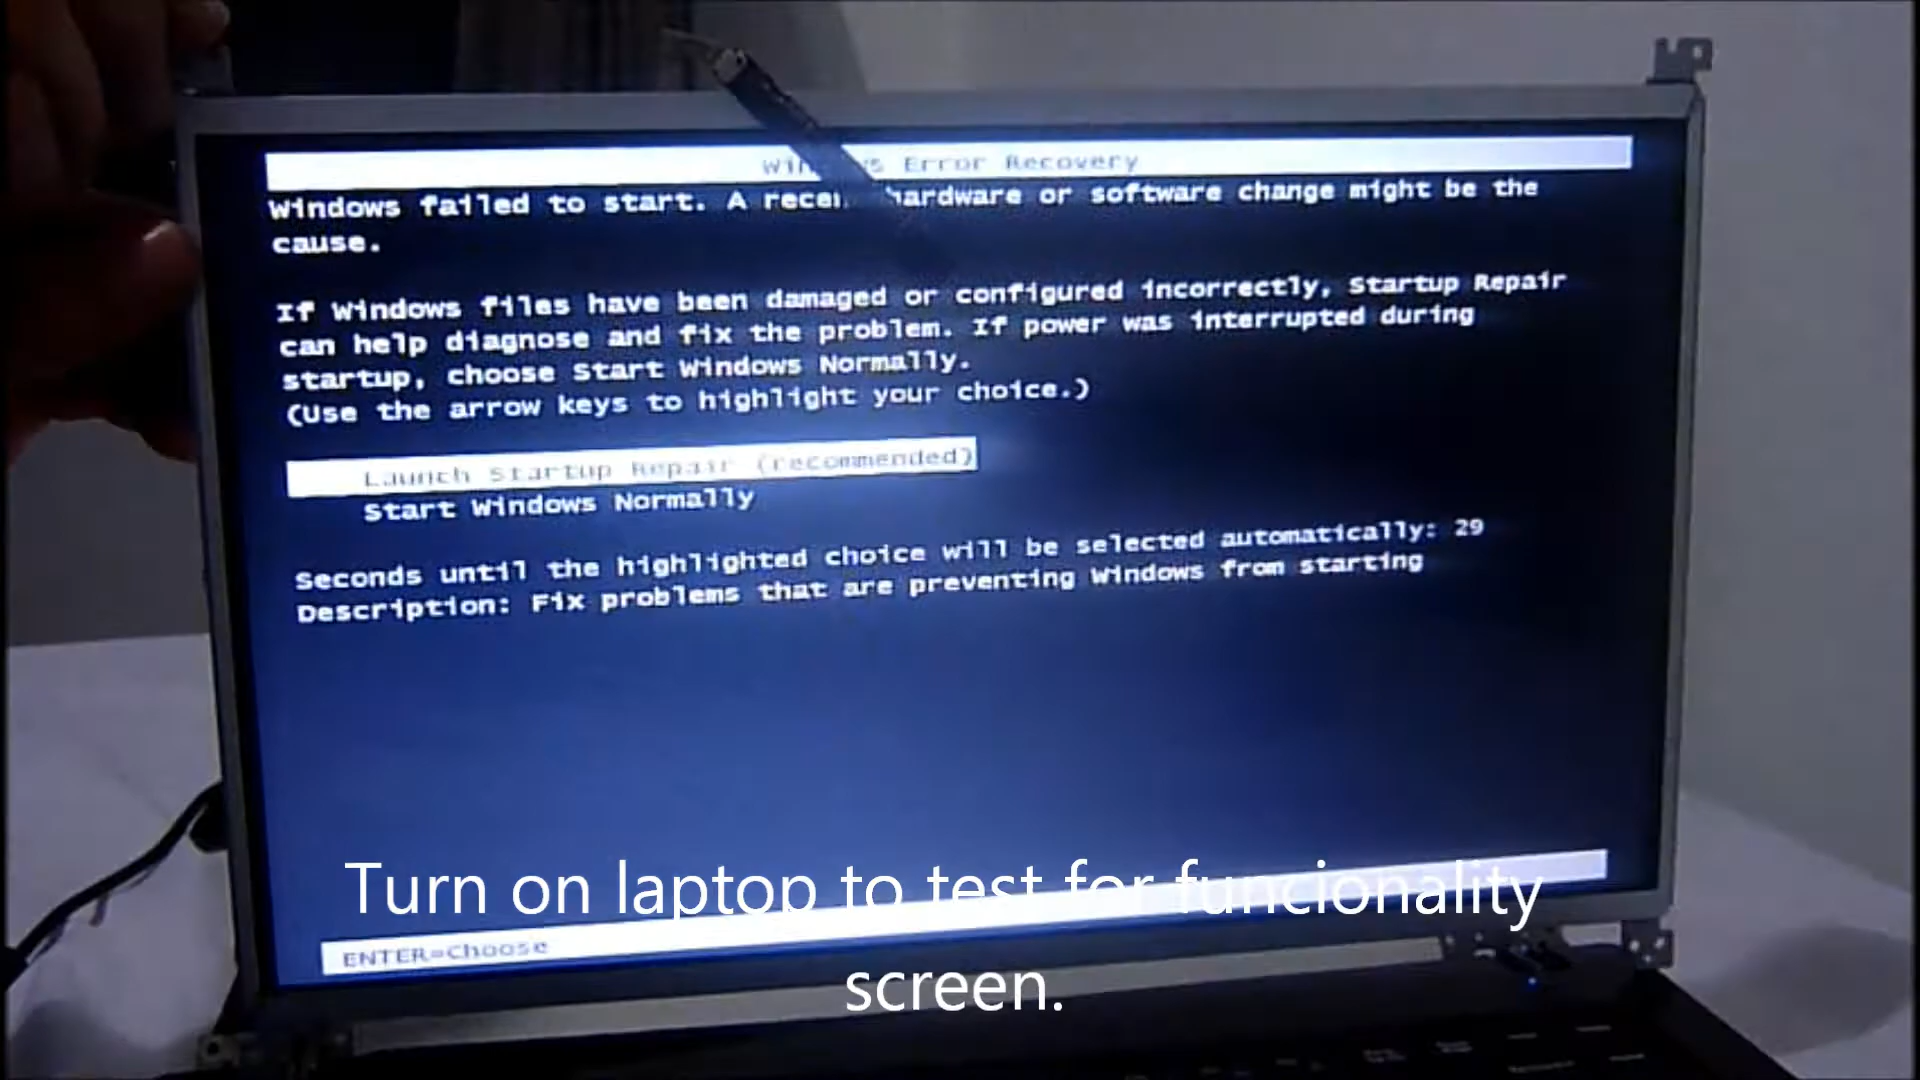 Windows Error Recovery
Windows failed to start. A recen hardware or software change might be the
cause.
If Windows files have been damaged or configured incorrectly, Startup Repair
can help diagnose and fix the problem. If power was interrupted during
startup, choose Start Windows Normally.
(Use the arrow keys to highlight your choice.)
Launch Startup Repair (recommended)
Start Windows Normally
Seconds until the highlighted choice will be selected automatically: 29
Description: Fix problems that are preventing Windows from starting
Turn on laptop to test for funcionality
ENTER=Choose
screen.